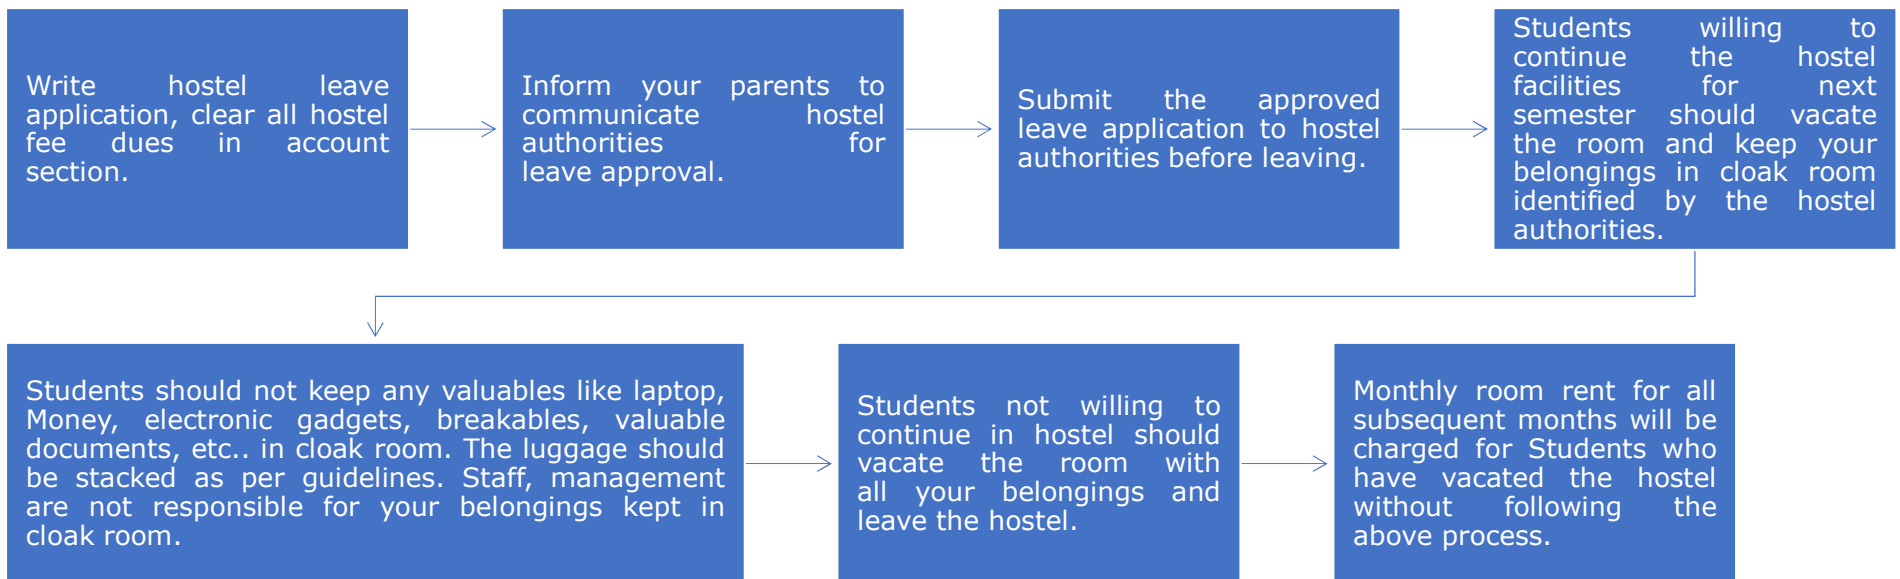 Write hostel leave
application, clear all hostel
fee dues in account
section.
Inform your parents to
communicate hostel
authorities for
leave approval.
Submit the approved
leave application to hostel
authorities before leaving.
Students willing to
continue the hostel
facilities for next
semester should vacate
the room and keep your
belongings in cloak room
identified by the hostel
authorities.
Students should not keep any valuables like laptop,
Money, electronic gadgets, breakables, valuable
documents, etc.. in cloak room. The luggage should
be stacked as per guidelines. Staff, management
are not responsible for your belongings kept in
cloak room.
Students not willing to
continue in hostel should
vacate the room with
all your belongings and
leave the hostel.
Monthly room rent for all
subsequent months will be
charged for Students who
have vacated the hostel
without following the
above process.